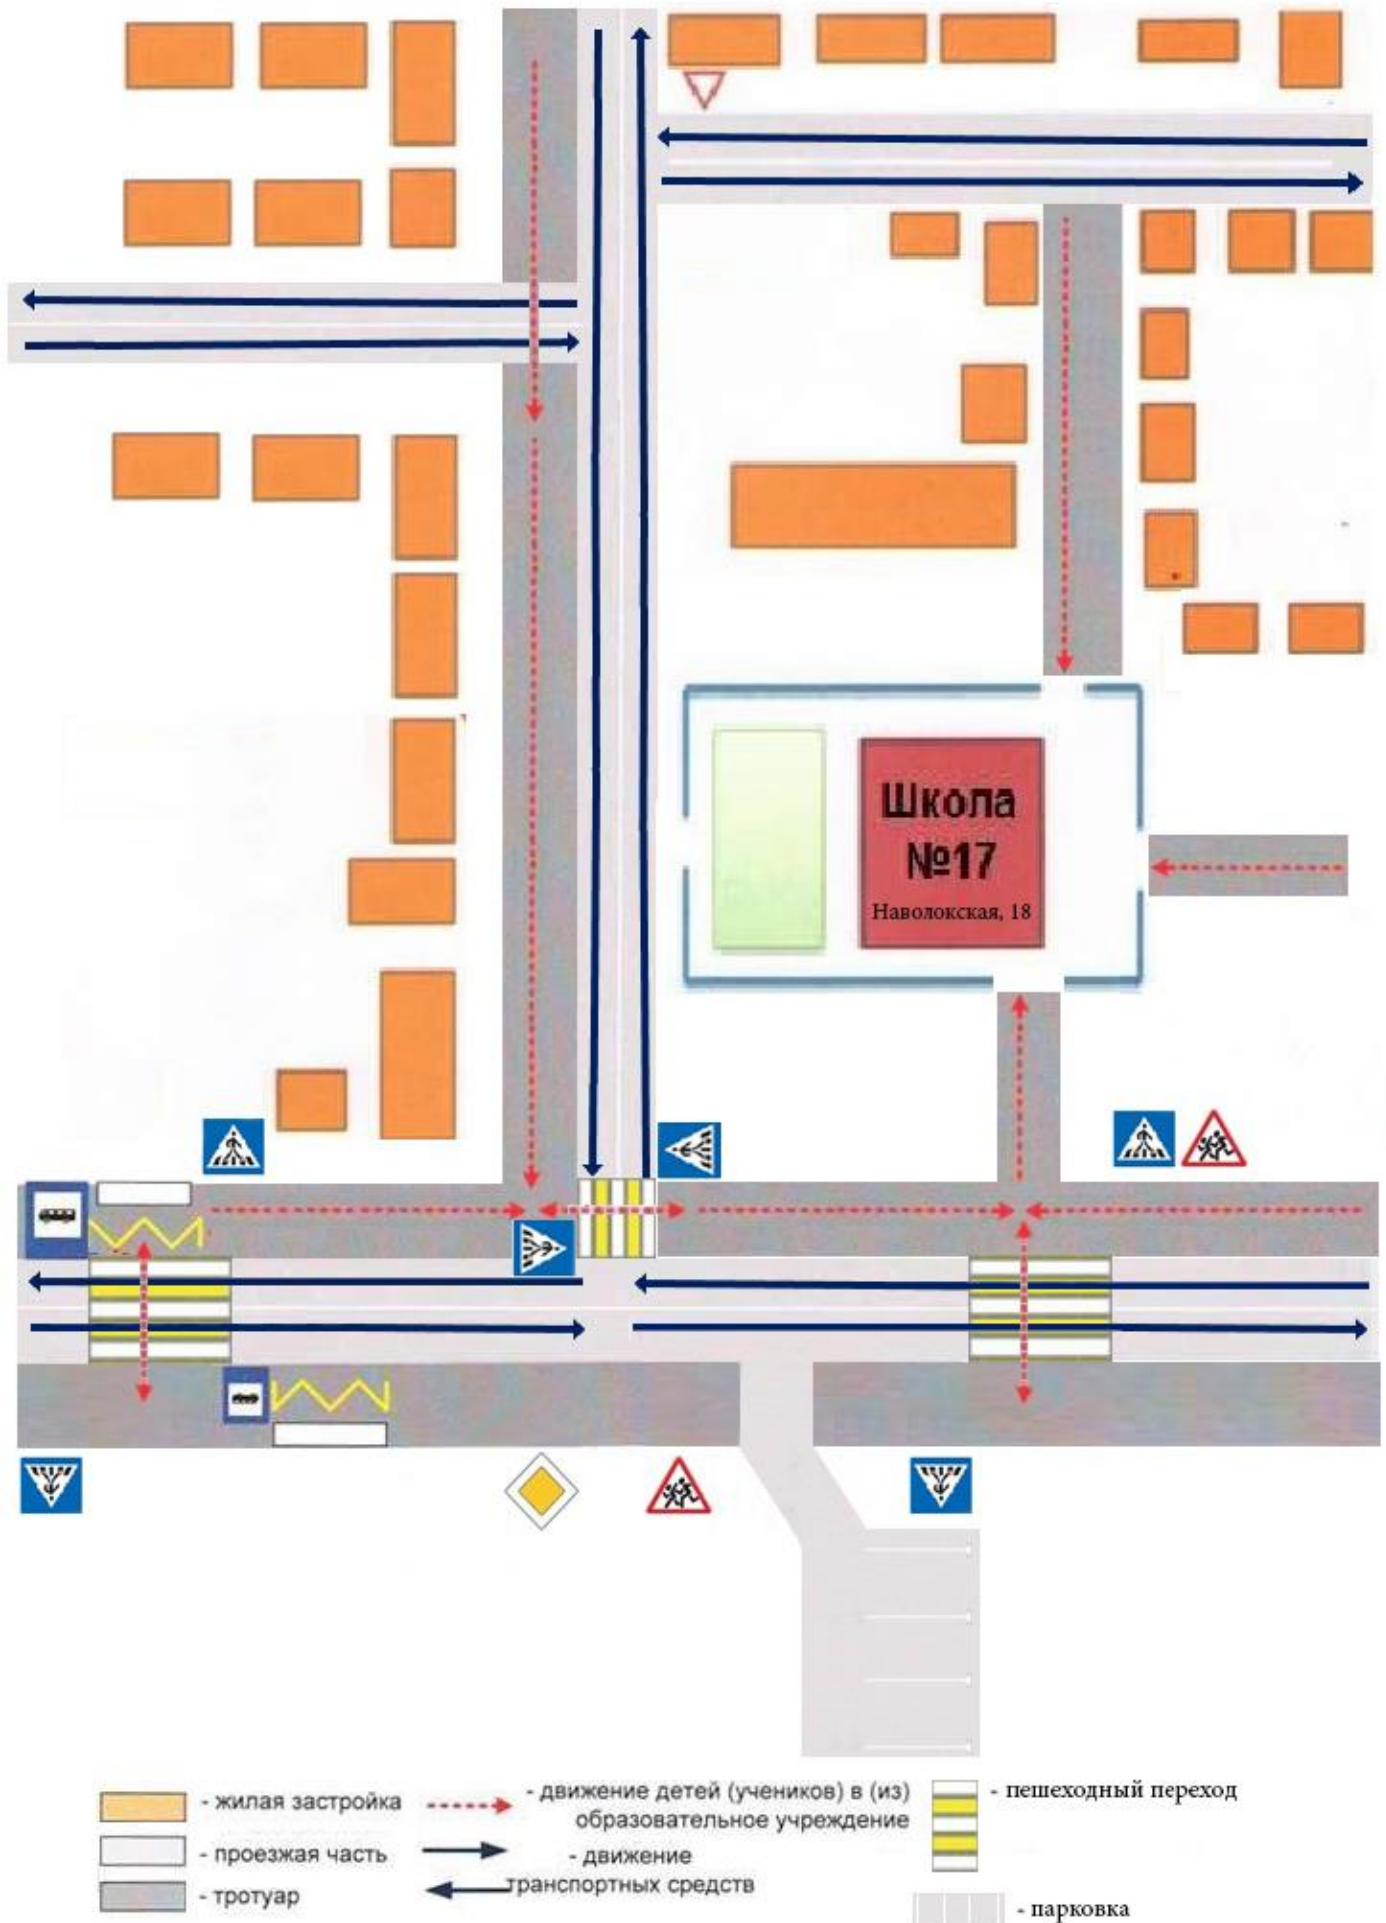 Школа
№17
Наволокская, 18
- жилая застройка
- проезжая часть
- тротуар
- движение детей (учеников) в (из)
образовательное учреждение
- движение
транспортных средств
- пешеходный переход
- парковка